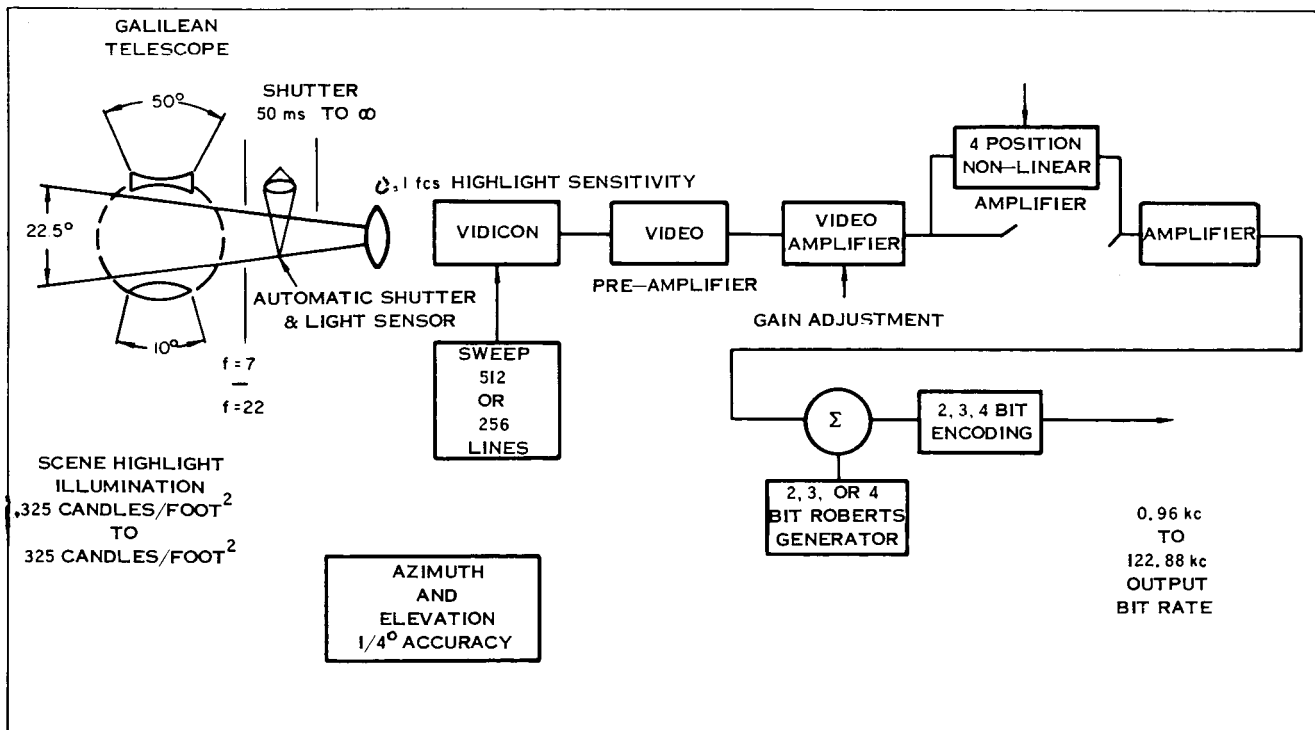 GALILEAN
TELESCOPE
50°
SHUTTER
50 ms TO ∞
22.5°
10°
AUTOMATIC SHUTTER
& LIGHT SENSOR
f = 7
—
f = 22
SCENE HIGHLIGHT
ILLUMINATION
.325 CANDLES/FOOT²
TO
325 CANDLES/FOOT²
1 fcs HIGHLIGHT SENSITIVITY
VIDICON
SWEEP
512
OR
256
LINES
VIDEO
PRE—AMPLIFIER
VIDEO
AMPLIFIER
GAIN ADJUSTMENT
4 POSITION
NON—LINEAR
AMPLIFIER
AMPLIFIER
Σ
2, 3, 4 BIT
ENCODING
2, 3, OR 4
BIT ROBERTS
GENERATOR
AZIMUTH
AND
ELEVATION
1/4° ACCURACY
0.96 kc
TO
122.88 kc
OUTPUT
BIT RATE